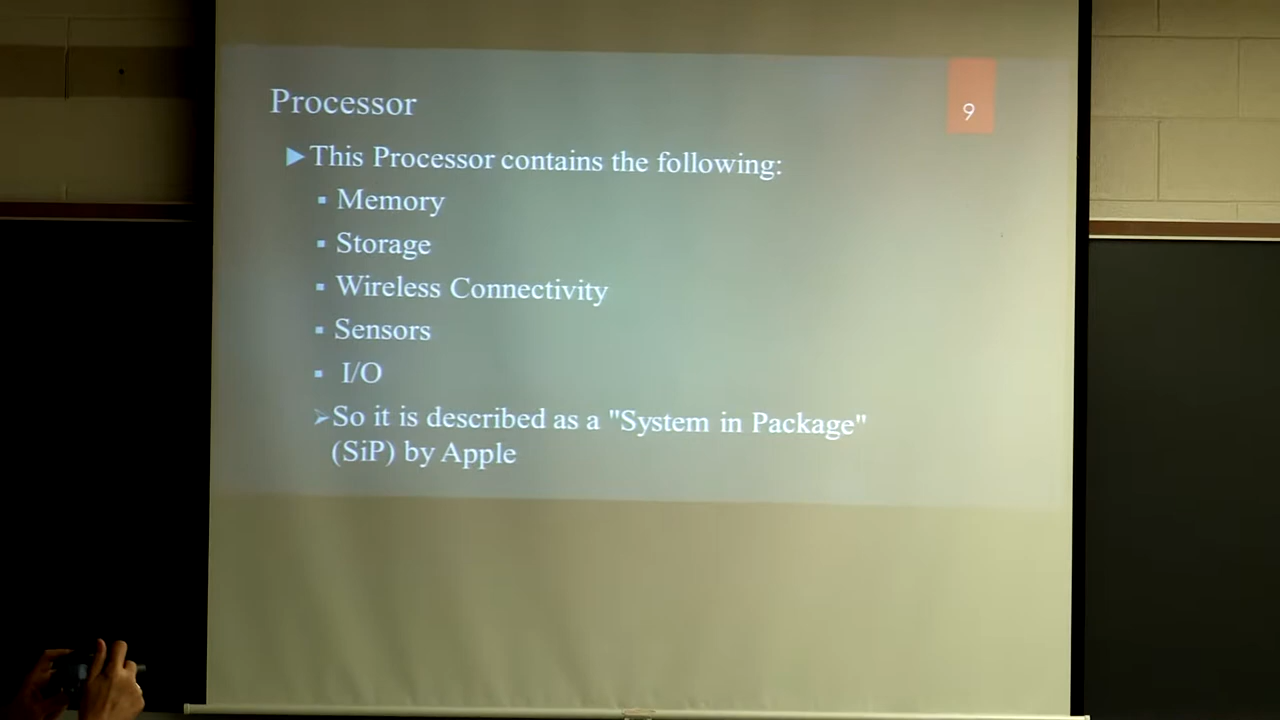 Processor
9
This Processor contains the following:
Memory
Storage
Wireless Connectivity
Sensors
I/O
So it is described as a "System in Package"
(SiP) by Apple